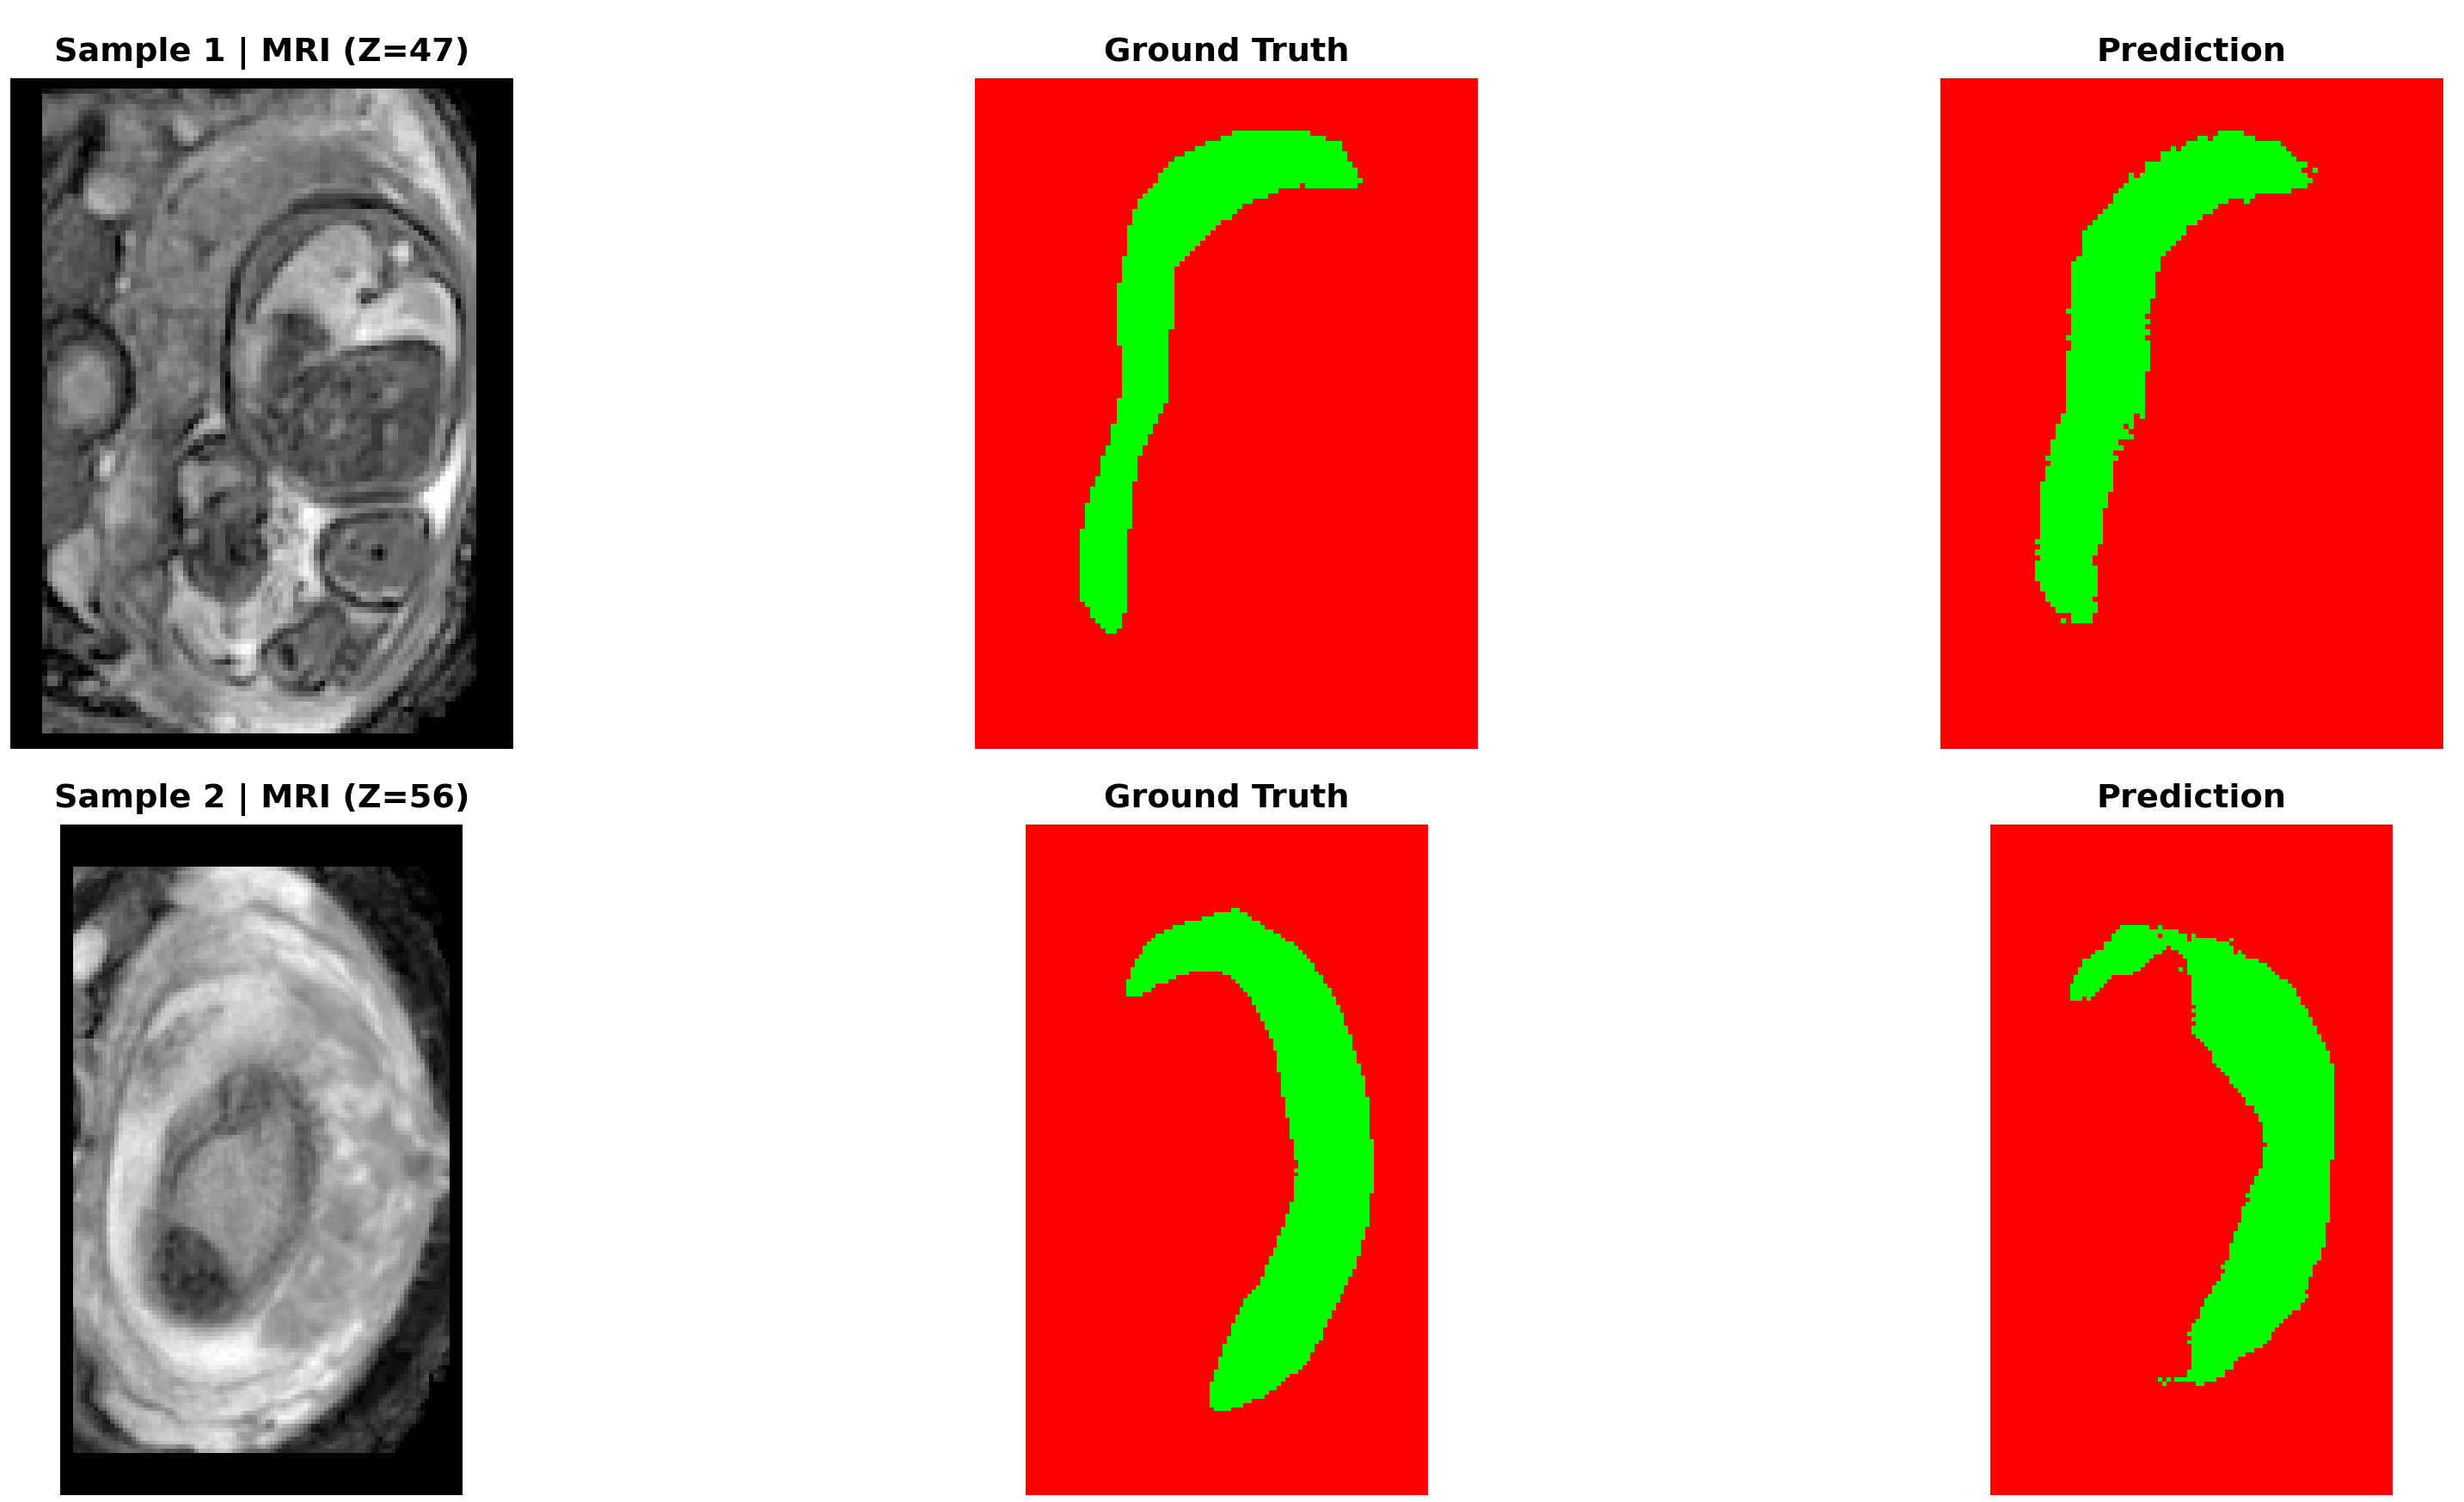 Sample 1 | MRI (Z=47)
Ground Truth
Prediction
Sample 2 | MRI (Z=56)
Ground Truth
Prediction